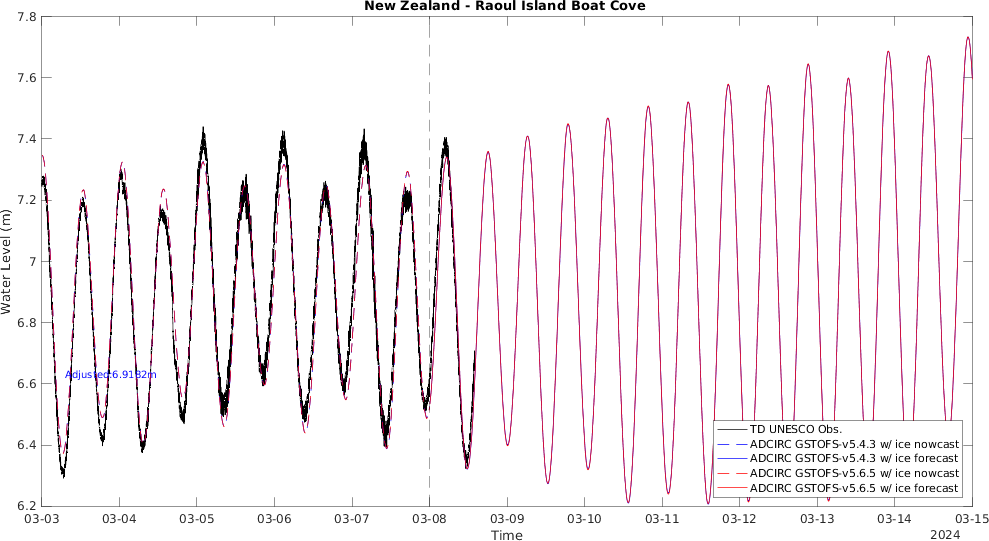 New Zealand - Raoul Island Boat Cove
7.8
7.6
7.4
7.2
7
6.8
6.6
6.4
6.2
Water Level (m)
Adjusted:6.9182m
TD UNESCO Obs.
ADCIRC GSTOFS-v5.4.3 w/ ice nowcast
ADCIRC GSTOFS-v5.4.3 w/ ice forecast
ADCIRC GSTOFS-v5.6.5 w/ ice nowcast
ADCIRC GSTOFS-v5.6.5 w/ ice forecast
03-03 03-04 03-05 03-06 03-07 03-08 03-09 03-10 03-11 03-12 03-13 03-14 03-15
Time
2024